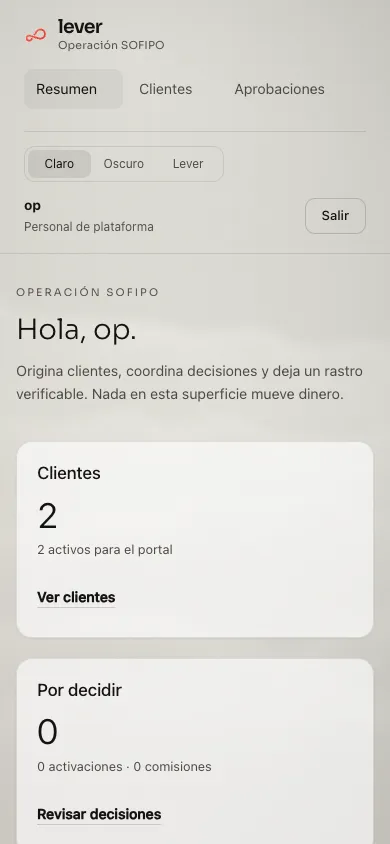 lever
Operación SOFIPO
Resumen
Clientes
Aprobaciones
Claro
Oscuro
Lever
op
Personal de plataforma
Salir
OPERACIÓN SOFIPO
Hola, op.
Origina clientes, coordina decisiones y deja un rastro
verificable. Nada en esta superficie mueve dinero.
Clientes
2
2 activos para el portal
Ver clientes
Por decidir
0
0 activaciones · 0 comisiones
Revisar decisiones